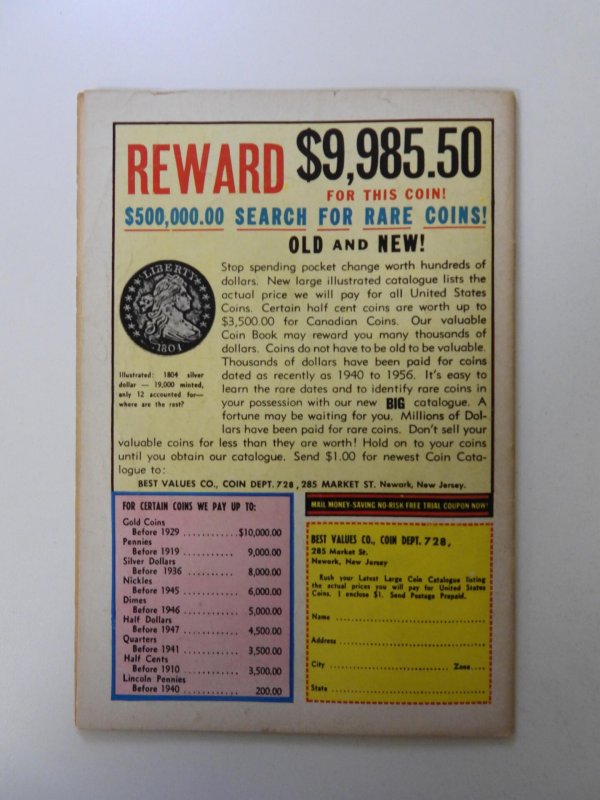 REWARD $9,985.50
FOR THIS COIN!
$500,000.00 SEARCH FOR RARE COINS!
OLD AND NEW!
LIBERTY
1804
Illustrated: 1804 silver
dollar — 19,000 minted,
only 12 accounted for—
where are the rest?
Stop spending pocket change worth hundreds of
dollars. New large illustrated catalogue lists the
actual price we will pay for all United States
Coins. Certain half cent coins are worth up to
$3,500.00 for Canadian Coins. Our valuable
Coin Book may reward you many thousands of
dollars. Coins do not have to be old to be valuable.
Thousands of dollars have been paid for coins
dated as recently as 1940 to 1956. It's easy to
learn the rare dates and to identify rare coins in
your possession with our new BIG catalogue. A
fortune may be waiting for you. Millions of Dol-
lars have been paid for rare coins. Don't sell your
valuable coins for less than they are worth! Hold on to your coins
until you obtain our catalogue. Send $1.00 for newest Coin Cata-
logue to:
BEST VALUES CO., COIN DEPT. 728, 285 MARKET ST. Newark, New Jersey.
FOR CERTAIN COINS WE PAY UP TO:
Gold Coins
Before 1929 ............$10,000.00
Pennies
Before 1919 ........... 9,000.00
Silver Dollars
Before 1936 ........... 8,000.00
Nickles
Before 1945 ........... 6,000.00
Dimes
Before 1946 ........... 5,000.00
Half Dollars
Before 1947 ........... 4,500.00
Quarters
Before 1941 ........... 3,500.00
Half Cents
Before 1910 ........... 3,500.00
Lincoln Pennies
Before 1940 ........... 200.00
MAIL MONEY-SAVING NO-RISK FREE TRIAL COUPON NOW!
BEST VALUES CO., COIN DEPT. 728,
285 Market St.
Newark, New Jersey
Rush your Latest Large Coin Catalogue listing
the actual prices you will pay for United States
Coins. I enclose $1. Send Postage Prepaid.
Name
Address
City Zone
State